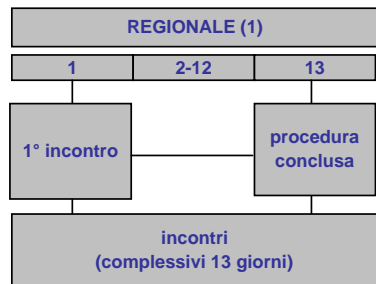 REGIONALE (1)
1 2-12 13
1° incontro
procedura
conclusa
incontri
(complessivi 13 giorni)